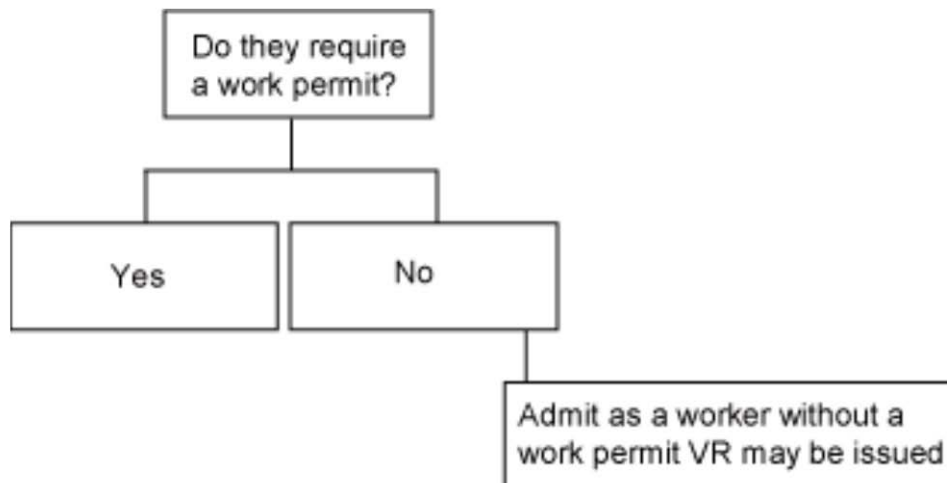 Do they require
a work permit?
Yes
No
Admit as a worker without a
work permit VR may be issued